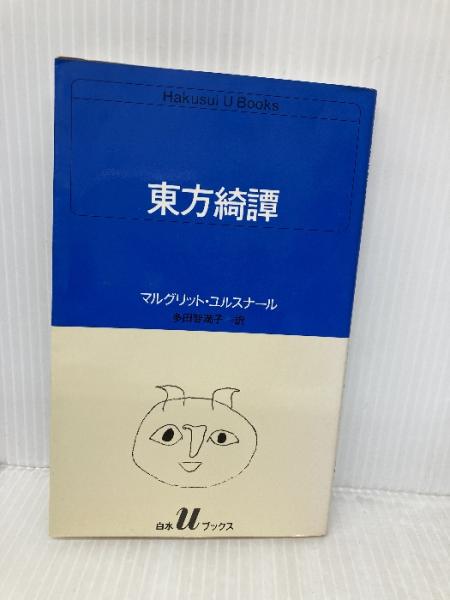 Hakusui U Books
東方綺譚
マルグリット・ユルスナール
多田智満子 訳
白水 u ブックス